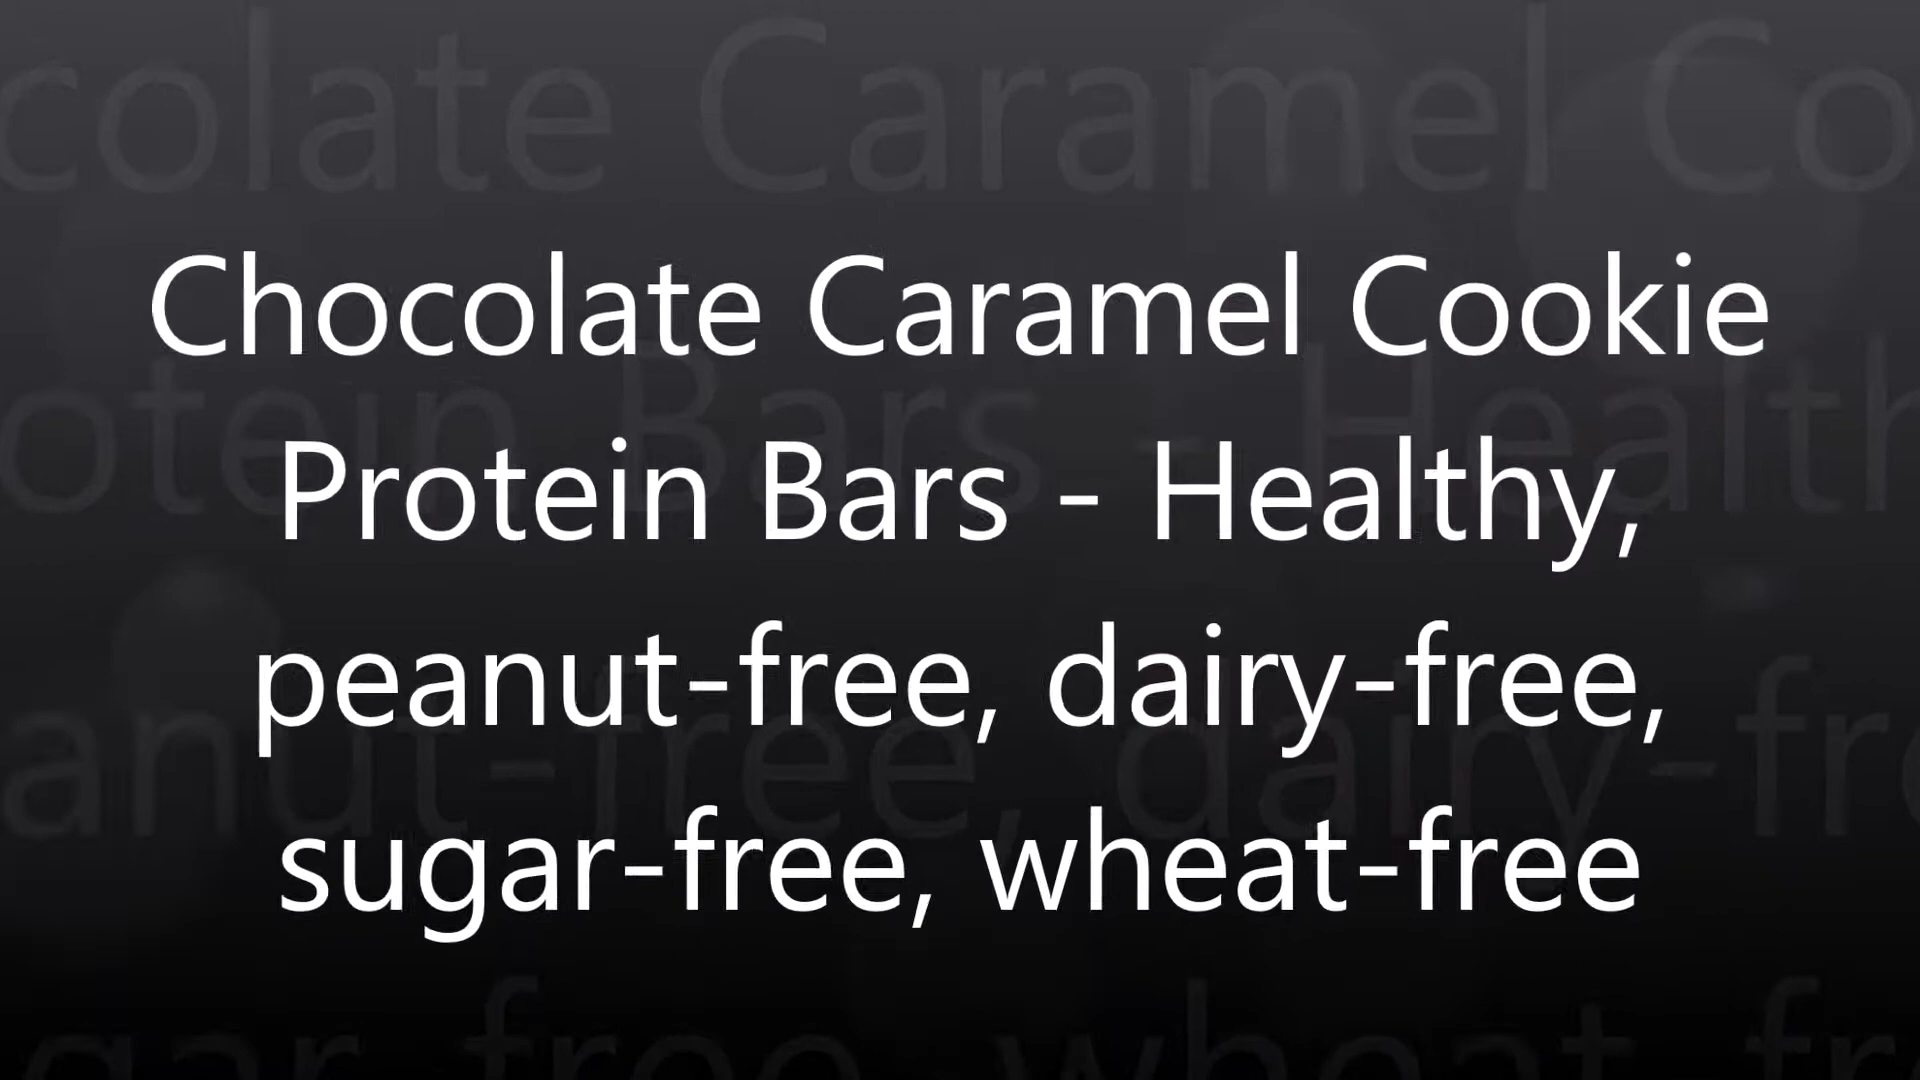 Chocolate Caramel Cookie
Protein Bars - Healthy,
peanut-free, dairy-free,
sugar-free, wheat-free